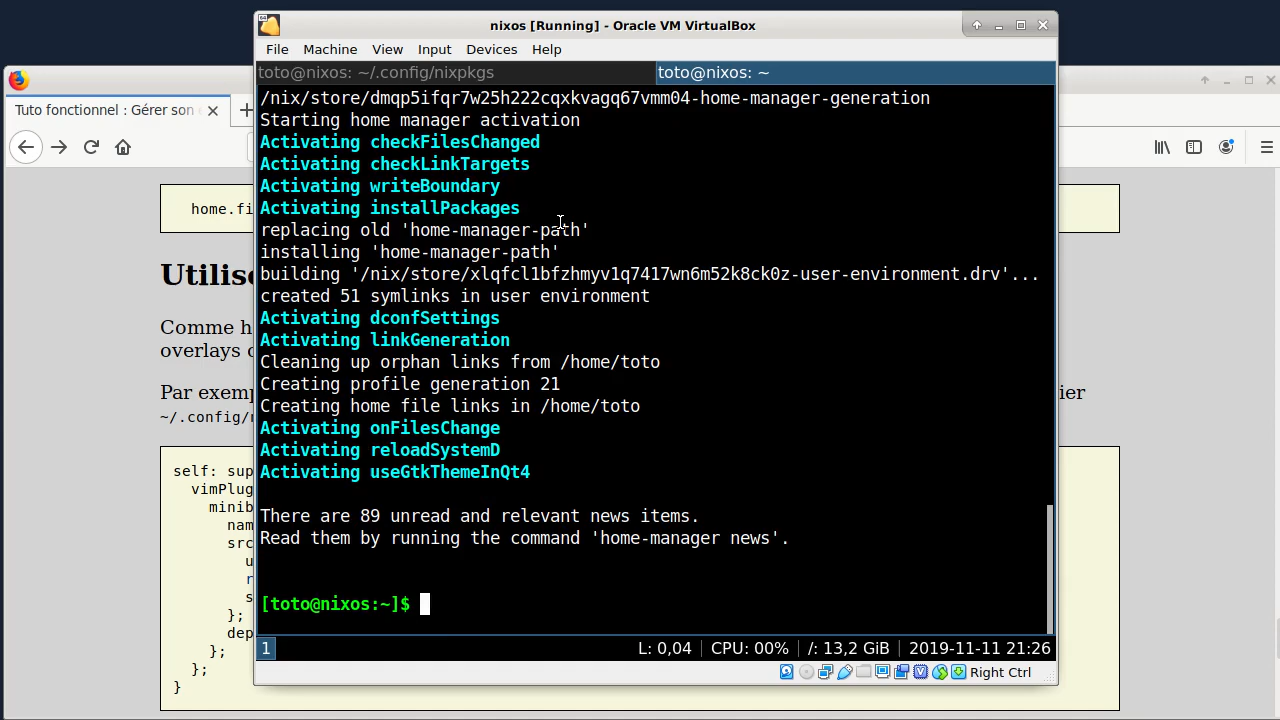 nixos [Running] - Oracle VM VirtualBox
File Machine View Input Devices Help
toto@nixos: ~/.config/nixpkgs
toto@nixos: ~
/nix/store/dmqp5ifqr7w25h222cqxkvagq67vmm04-home-manager-generation
Starting home manager activation
Activating checkFilesChanged
Activating checkLinkTargets
Activating writeBoundary
Activating installPackages
replacing old 'home-manager-path'
installing 'home-manager-path'
building '/nix/store/xlqfcl1bfzhmyv1q7417wn6m52k8ck0z-user-environment.drv'...
created 51 symlinks in user environment
Activating dconfSettings
Activating linkGeneration
Cleaning up orphan links from /home/toto
Creating profile generation 21
Creating home file links in /home/toto
Activating onFilesChange
Activating reloadSystemD
Activating useGtkThemeInQt4
There are 89 unread and relevant news items.
Read them by running the command 'home-manager news'.
[toto@nixos:~]$
1
L: 0,04 | CPU: 00% | /: 13,2 GiB | 2019-11-11 21:26
Right Ctrl
Tuto fonctionnel : Gérer son
home.fi
Utilise
Comme h
overlays
Par exem
ier
~/.config/
self: sup
vimPlug
minib
nam
src
u
r
s
};
dep
};
};
}